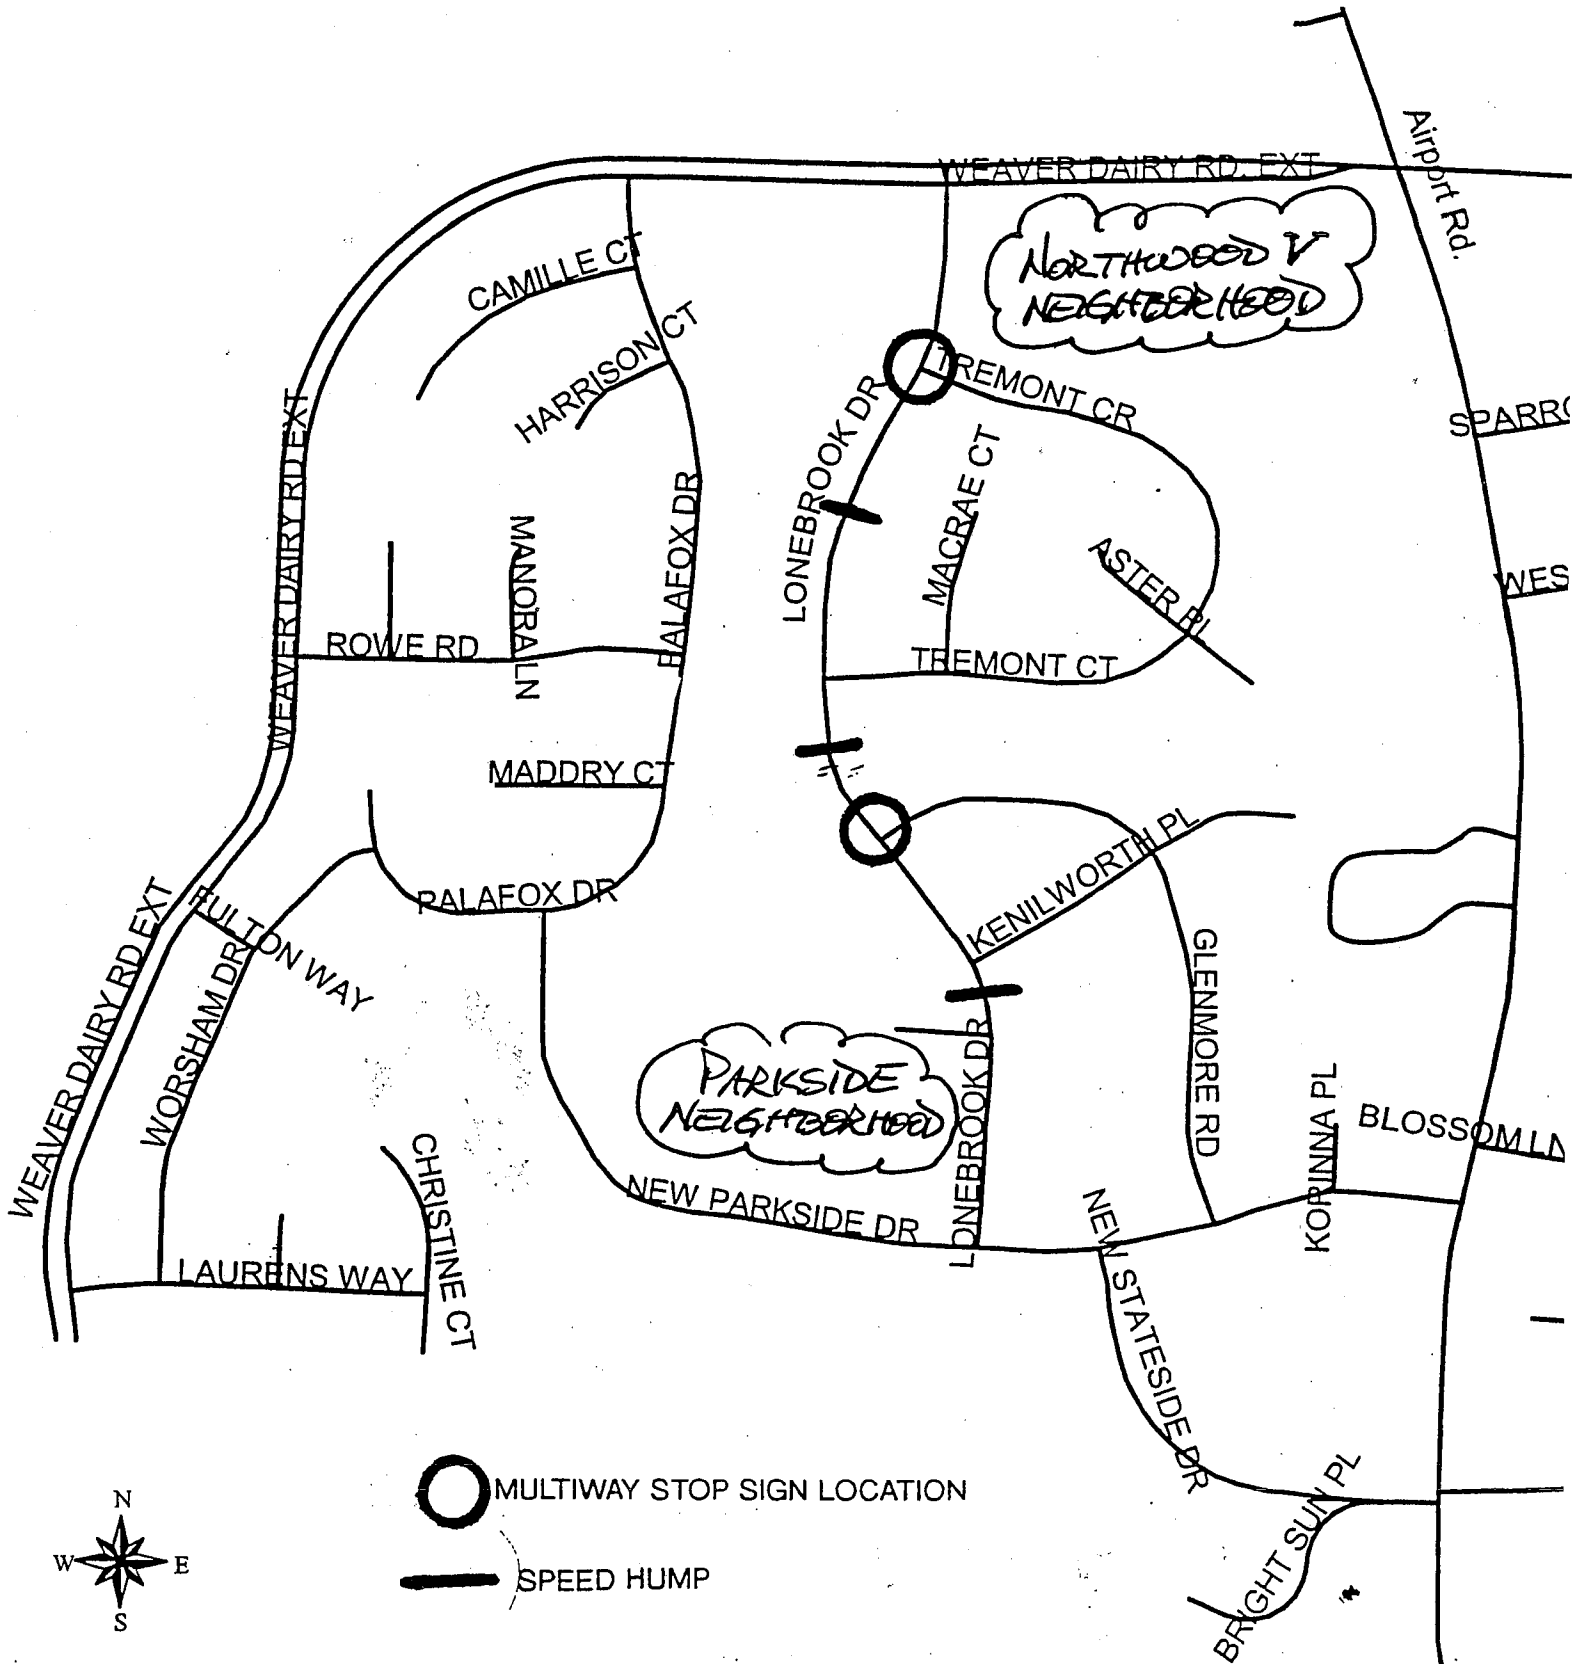 Airport Rd.
WEAVER DAIRY RD. EXT
NORTHWOOD V
NEIGHBORHOOD
CAMILLE CT
HARRISON CT
TREMONT CR
LONEBROOK DR
SPARRO
WEAVER DAIRY RD EXT
MACRAE CT
PALAFOX DR
MANORA LN
ASTER PL
WES
ROWE RD
TREMONT CT
MADDRY CT
KENILWORTH PL
PALAFOX DR
FULTON WAY
WEAVER DAIRY RD EXT
WORSHAM DR
GLENMORE RD
LONEBROOK DR
PARKSIDE
NEIGHBORHOOD
KORINNA PL
BLOSSOM LN
CHRISTINE CT
NEW PARKSIDE DR
NEW STATESIDE DR
LAURENS WAY
BRIGHT SUN PL
MULTIWAY STOP SIGN LOCATION
SPEED HUMP
N
W E
S